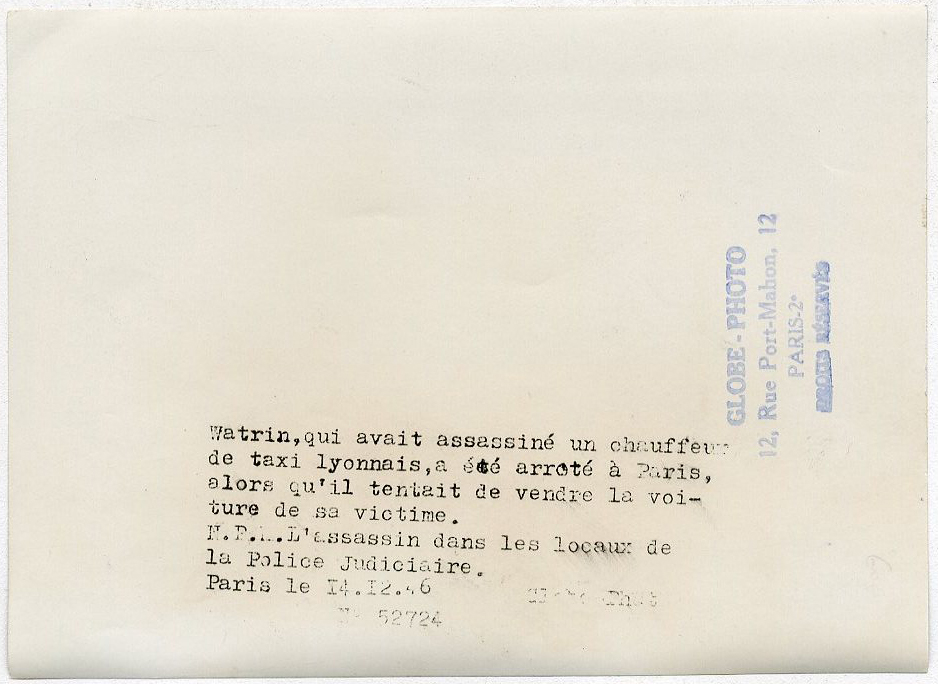 Watrin,qui avait assassiné un chauffeur
de taxi lyonnais,a été arrêté à Paris,
alors qu'il tentait de vendre la voi-
ture de sa victime.
N.P.M.L'assassin dans les locaux de
la Police Judiciaire.
Paris le I4.I2.46
N° 52724
GLOBE-PHOTO
12, Rue Port-Mahon, 12
PARIS-2e
DROITS RÉSERVÉS